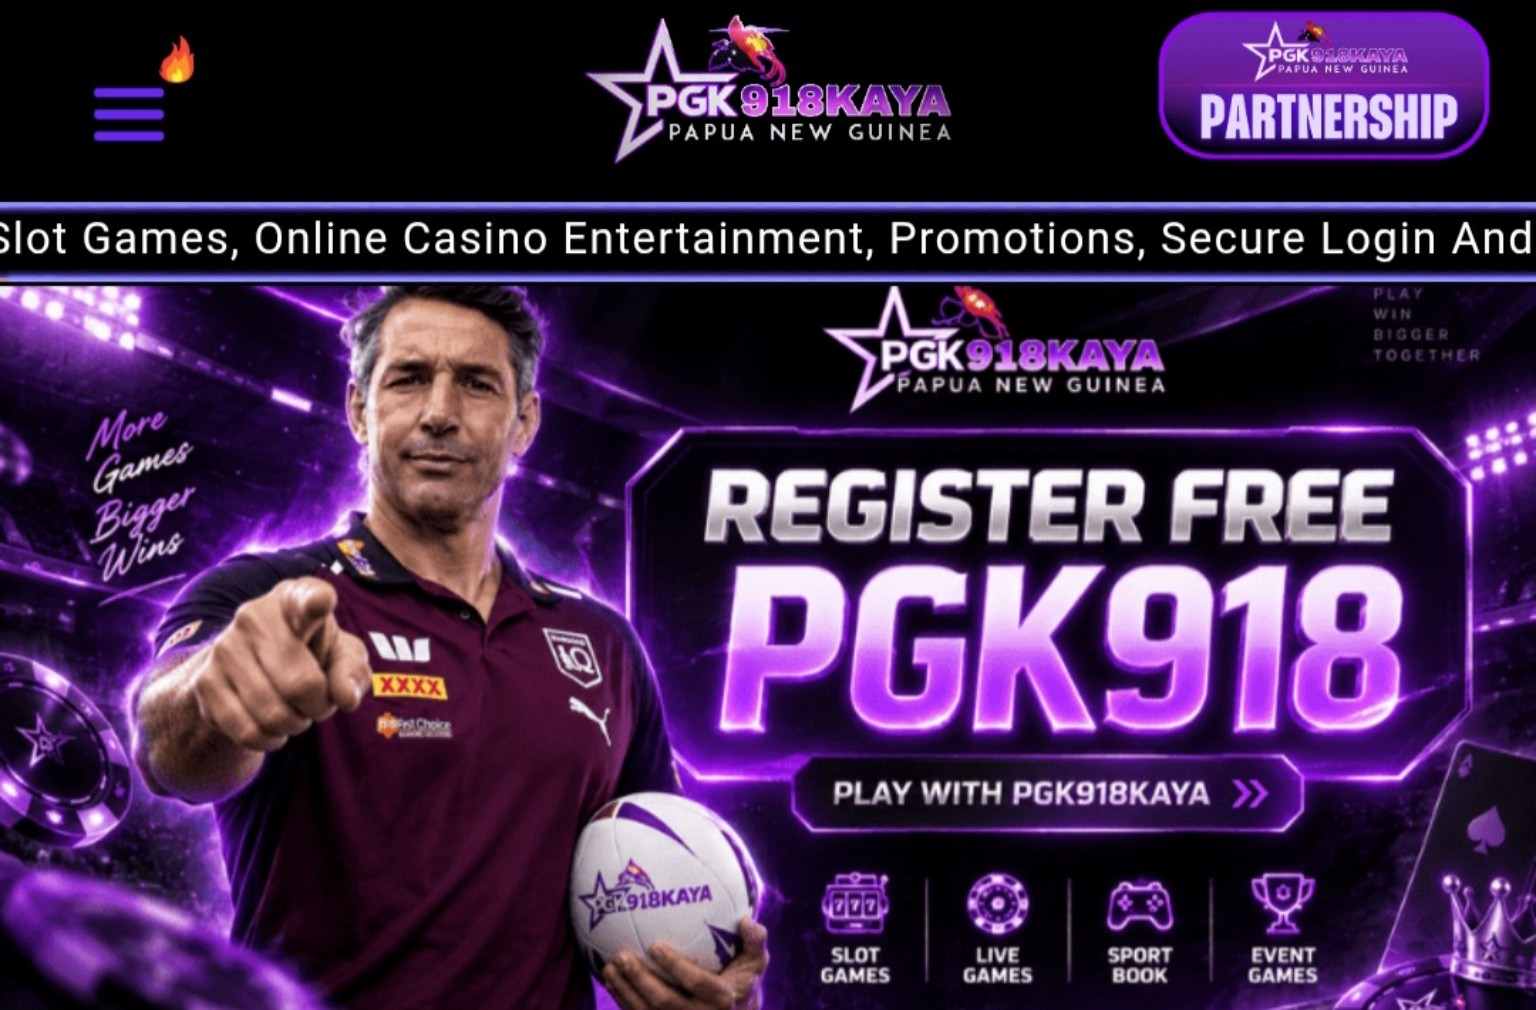 PGK918KAYA
PAPUA NEW GUINEA
PGK918KAYA
PAPUA NEW GUINEA
PARTNERSHIP
Slot Games, Online Casino Entertainment, Promotions, Secure Login And
PLAY
WIN
BIGGER
TOGETHER
PGK918KAYA
PAPUA NEW GUINEA
More
Games
Bigger
Wins
REGISTER FREE
PGK918
XXXX
PLAY WITH PGK918KAYA
PGK918KAYA
777
SLOT
GAMES
LIVE
GAMES
SPORT
BOOK
EVENT
GAMES